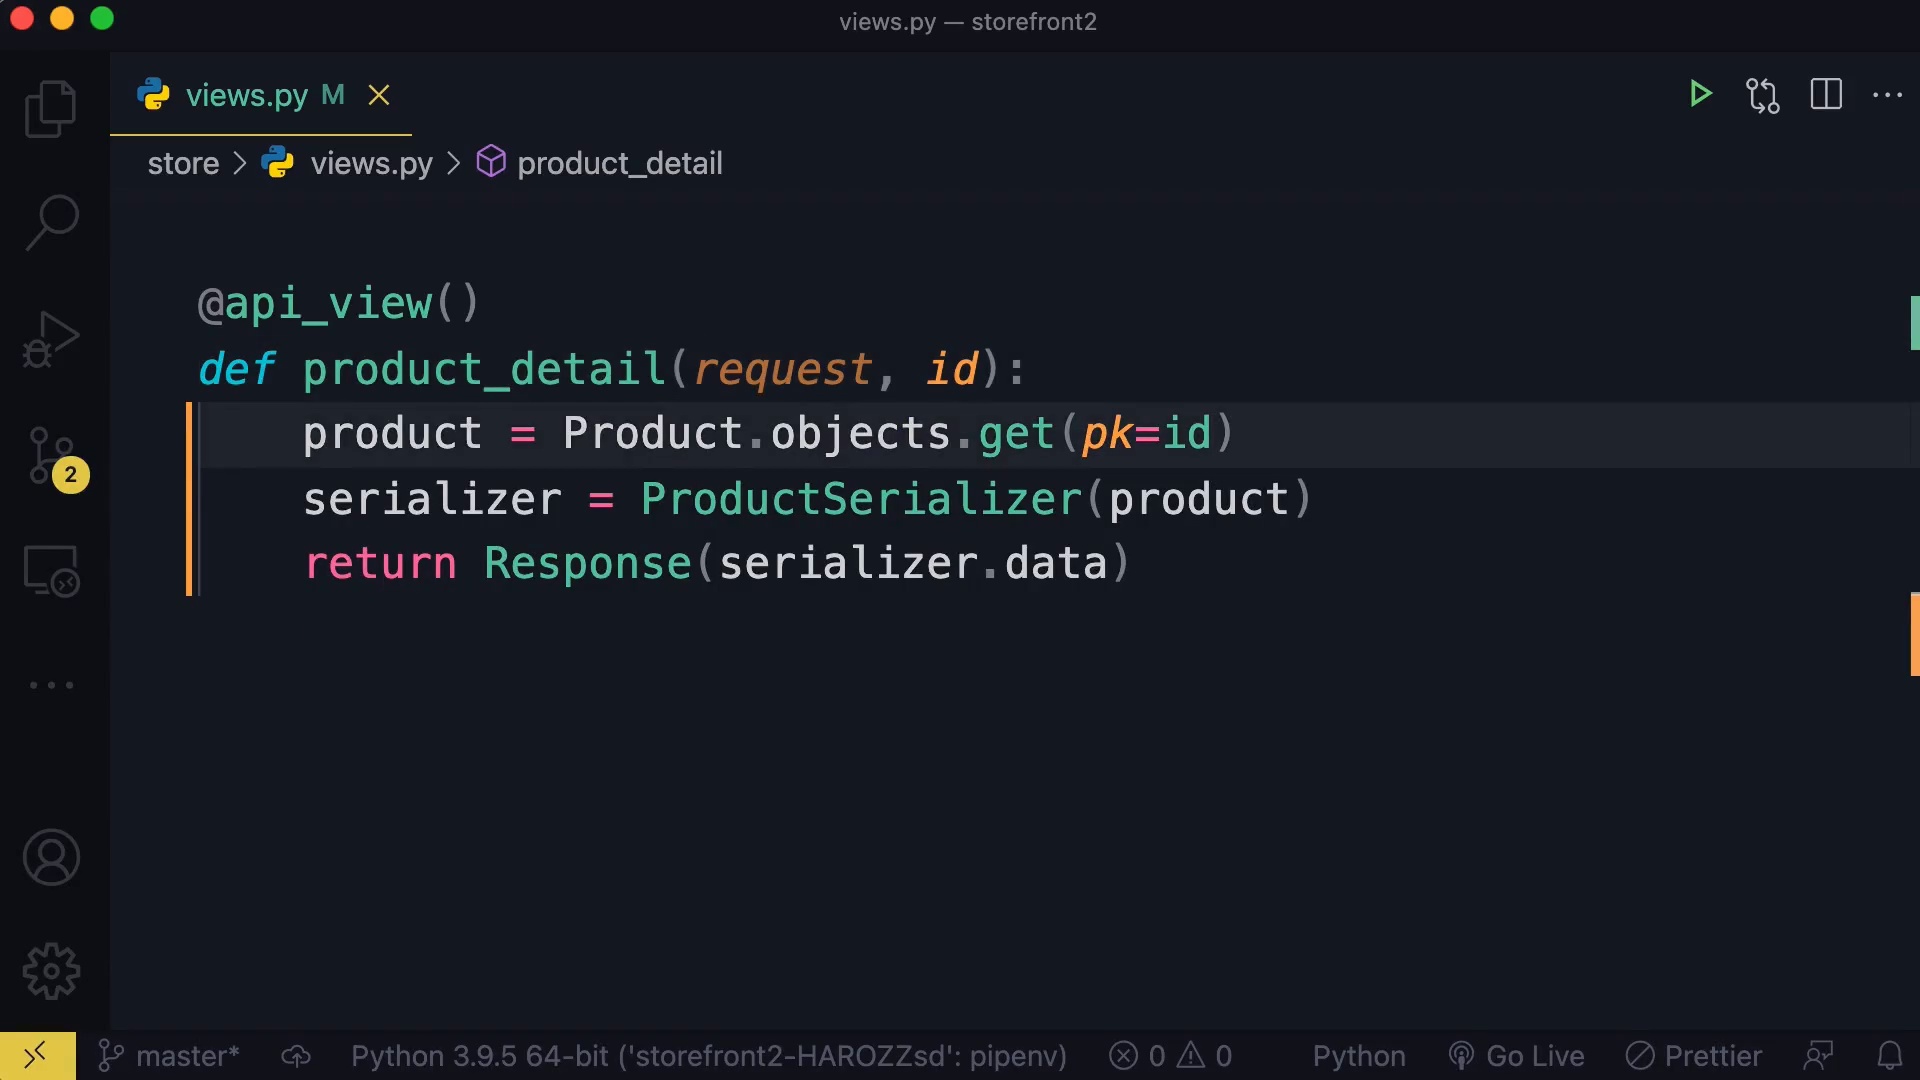 views.py — storefront2
views.py M
store > views.py > product_detail
@api_view()
def product_detail(request, id):
    product = Product.objects.get(pk=id)
    serializer = ProductSerializer(product)
    return Response(serializer.data)
2
master* Python 3.9.5 64-bit ('storefront2-HAROZZsd': pipenv) 0 0 Python Go Live Prettier